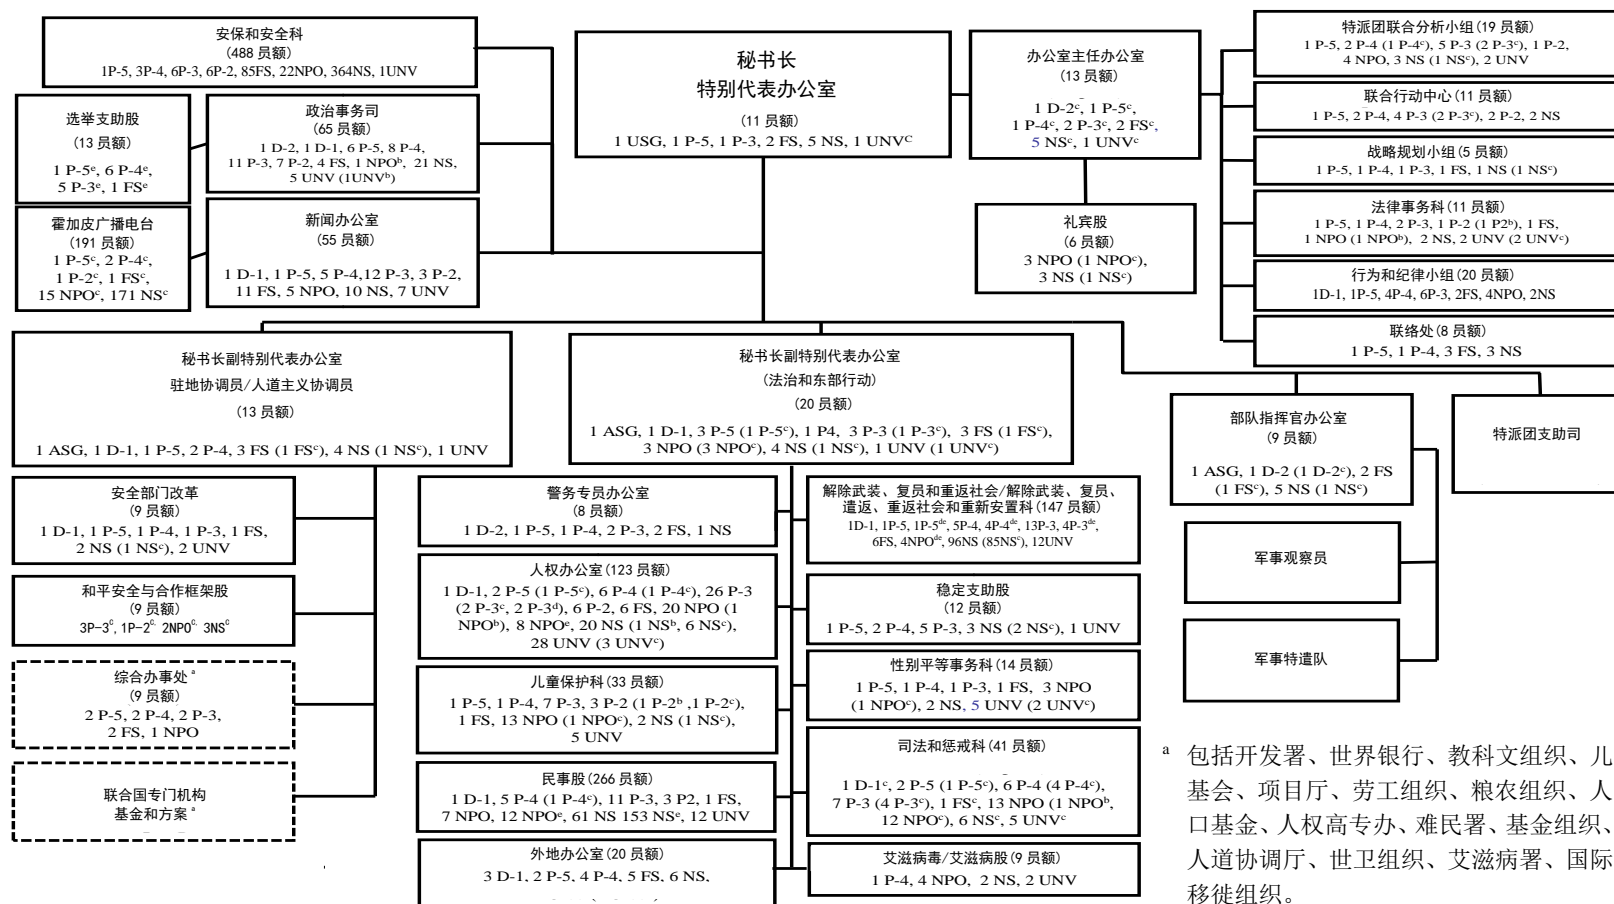 安保和安全科
(488 员额)
1P-5, 3P-4, 6P-3, 6P-2, 85FS, 22NPO, 364NS, 1UNV
选举支助股
(13 员额)
1 P-5ᵉ, 6 P-4ᵉ,
5 P-3ᵉ, 1 FSᵉ
政治事务司
(65 员额)
1 D-2, 1 D-1, 6 P-5, 8 P-4,
11 P-3, 7 P-2, 4 FS, 1 NPOᵇ, 21 NS,
5 UNV (1UNVᵇ)
霍加皮广播电台
(191 员额)
1 P-5ᶜ, 2 P-4ᶜ,
1 P-2ᶜ, 1 FSᶜ,
15 NPOᶜ, 171 NSᶜ
新闻办公室
(55 员额)
1 D-1, 1 P-5, 5 P-4,12 P-3, 3 P-2,
11 FS, 5 NPO, 10 NS, 7 UNV
秘书长
特别代表办公室
(11 员额)
1 USG, 1 P-5, 1 P-3, 2 FS, 5 NS, 1 UNVᶜ
办公室主任办公室
(13 员额)
1 D-2ᶜ, 1 P-5ᶜ,
1 P-4ᶜ, 2 P-3ᶜ, 2 FSᶜ,
5 NSᶜ, 1 UNVᶜ
礼宾股
(6 员额)
3 NPO (1 NPOᶜ),
3 NS (1 NSᶜ)
特派团联合分析小组(19 员额)
1 P-5, 2 P-4 (1 P-4ᶜ), 5 P-3 (2 P-3ᶜ), 1 P-2,
4 NPO, 3 NS (1 NSᶜ), 2 UNV
联合行动中心(11 员额)
1 P-5, 2 P-4, 4 P-3 (2 P-3ᶜ), 2 P-2, 2 NS
战略规划小组(5 员额)
1 P-5, 1 P-4, 1 P-3, 1 FS, 1 NS (1 NSᶜ)
法律事务科(11 员额)
1 P-5, 1 P-4, 2 P-3, 1 P-2 (1 P2ᵇ), 1 FS,
1 NPO (1 NPOᵇ), 2 NS, 2 UNV (2 UNVᶜ)
行为和纪律小组(20 员额)
1D-1, 1P-5, 4P-4, 6P-3, 2FS, 4NPO, 2NS
联络处(8 员额)
1 P-5, 1 P-4, 3 FS, 3 NS
秘书长副特别代表办公室
驻地协调员/人道主义协调员
(13 员额)
1 ASG, 1 D-1, 1 P-5, 2 P-4, 3 FS (1 FSᶜ), 4 NS (1 NSᶜ), 1 UNV
秘书长副特别代表办公室
(法治和东部行动)
(20 员额)
1 ASG, 1 D-1, 3 P-5 (1 P-5ᶜ), 1 P4, 3 P-3 (1 P-3ᶜ), 3 FS (1 FSᶜ),
3 NPO (3 NPOᶜ), 4 NS (1 NSᶜ), 1 UNV (1 UNVᶜ)
部队指挥官办公室
(9 员额)
1 ASG, 1 D-2 (1 D-2ᶜ), 2 FS
(1 FSᶜ), 5 NS (1 NSᶜ)
特派团支助司
军事观察员
军事特遣队
安全部门改革
(9 员额)
1 D-1, 1 P-5, 1 P-4, 1 P-3, 1 FS,
2 NS (1 NSᶜ), 2 UNV
和平安全与合作框架股
(9 员额)
3P-3ᶜ, 1P-2ᶜ, 2NPOᶜ, 3NSᶜ
综合办事处ᵃ
(9 员额)
2 P-5, 2 P-4, 2 P-3,
2 FS, 1 NPO
联合国专门机构
基金和方案ᵃ
警务专员办公室
(8 员额)
1 D-2, 1 P-5, 1 P-4, 2 P-3, 2 FS, 1 NS
人权办公室(123 员额)
1 D-1, 2 P-5 (1 P-5ᶜ), 6 P-4 (1 P-4ᶜ), 26 P-3
(2 P-3ᶜ, 2 P-3ᵈ), 6 P-2, 6 FS, 20 NPO (1
NPOᵇ), 8 NPOᵉ, 20 NS (1 NSᵇ, 6 NSᶜ),
28 UNV (3 UNVᶜ)
儿童保护科(33 员额)
1 P-5, 1 P-4, 7 P-3, 3 P-2 (1 P-2ᵇ ,1 P-2ᶜ),
1 FS, 13 NPO (1 NPOᶜ), 2 NS (1 NSᶜ),
5 UNV
民事股(266 员额)
1 D-1, 5 P-4 (1 P-4ᶜ), 11 P-3, 3 P2, 1 FS,
7 NPO, 12 NPOᵉ, 61 NS 153 NSᵉ, 12 UNV
外地办公室(20 员额)
3 D-1, 2 P-5, 4 P-4, 5 FS, 6 NS,
解除武装、复员和重返社会/解除武装、复员、
遣返、重返社会和重新安置科(147 员额)
1D-1, 1P-5, 1P-5ᵈᵉ, 5P-4, 4P-4ᵈᵉ, 13P-3, 4P-3ᵈᵉ,
6FS, 4NPOᵈᵉ, 96NS (85NSᶜ), 12UNV
稳定支助股
(12 员额)
1 P-5, 2 P-4, 5 P-3, 3 NS (2 NSᶜ), 1 UNV
性别平等事务科(14 员额)
1 P-5, 1 P-4, 1 P-3, 1 FS, 3 NPO
(1 NPOᶜ), 2 NS, 5 UNV (2 UNVᶜ)
司法和惩戒科(41 员额)
1 D-1ᶜ, 2 P-5 (1 P-5ᶜ), 6 P-4 (4 P-4ᶜ),
7 P-3 (4 P-3ᶜ), 1 FSᶜ, 13 NPO (1 NPOᵇ,
12 NPOᶜ), 6 NSᶜ, 5 UNVᶜ
艾滋病毒/艾滋病股(9 员额)
1 P-4, 4 NPO, 2 NS, 2 UNV
ᵃ 包括开发署、世界银行、教科文组织、儿
基会、项目厅、劳工组织、粮农组织、人
口基金、人权高专办、难民署、基金组织、
人道协调厅、世卫组织、艾滋病署、国际
移徙组织。